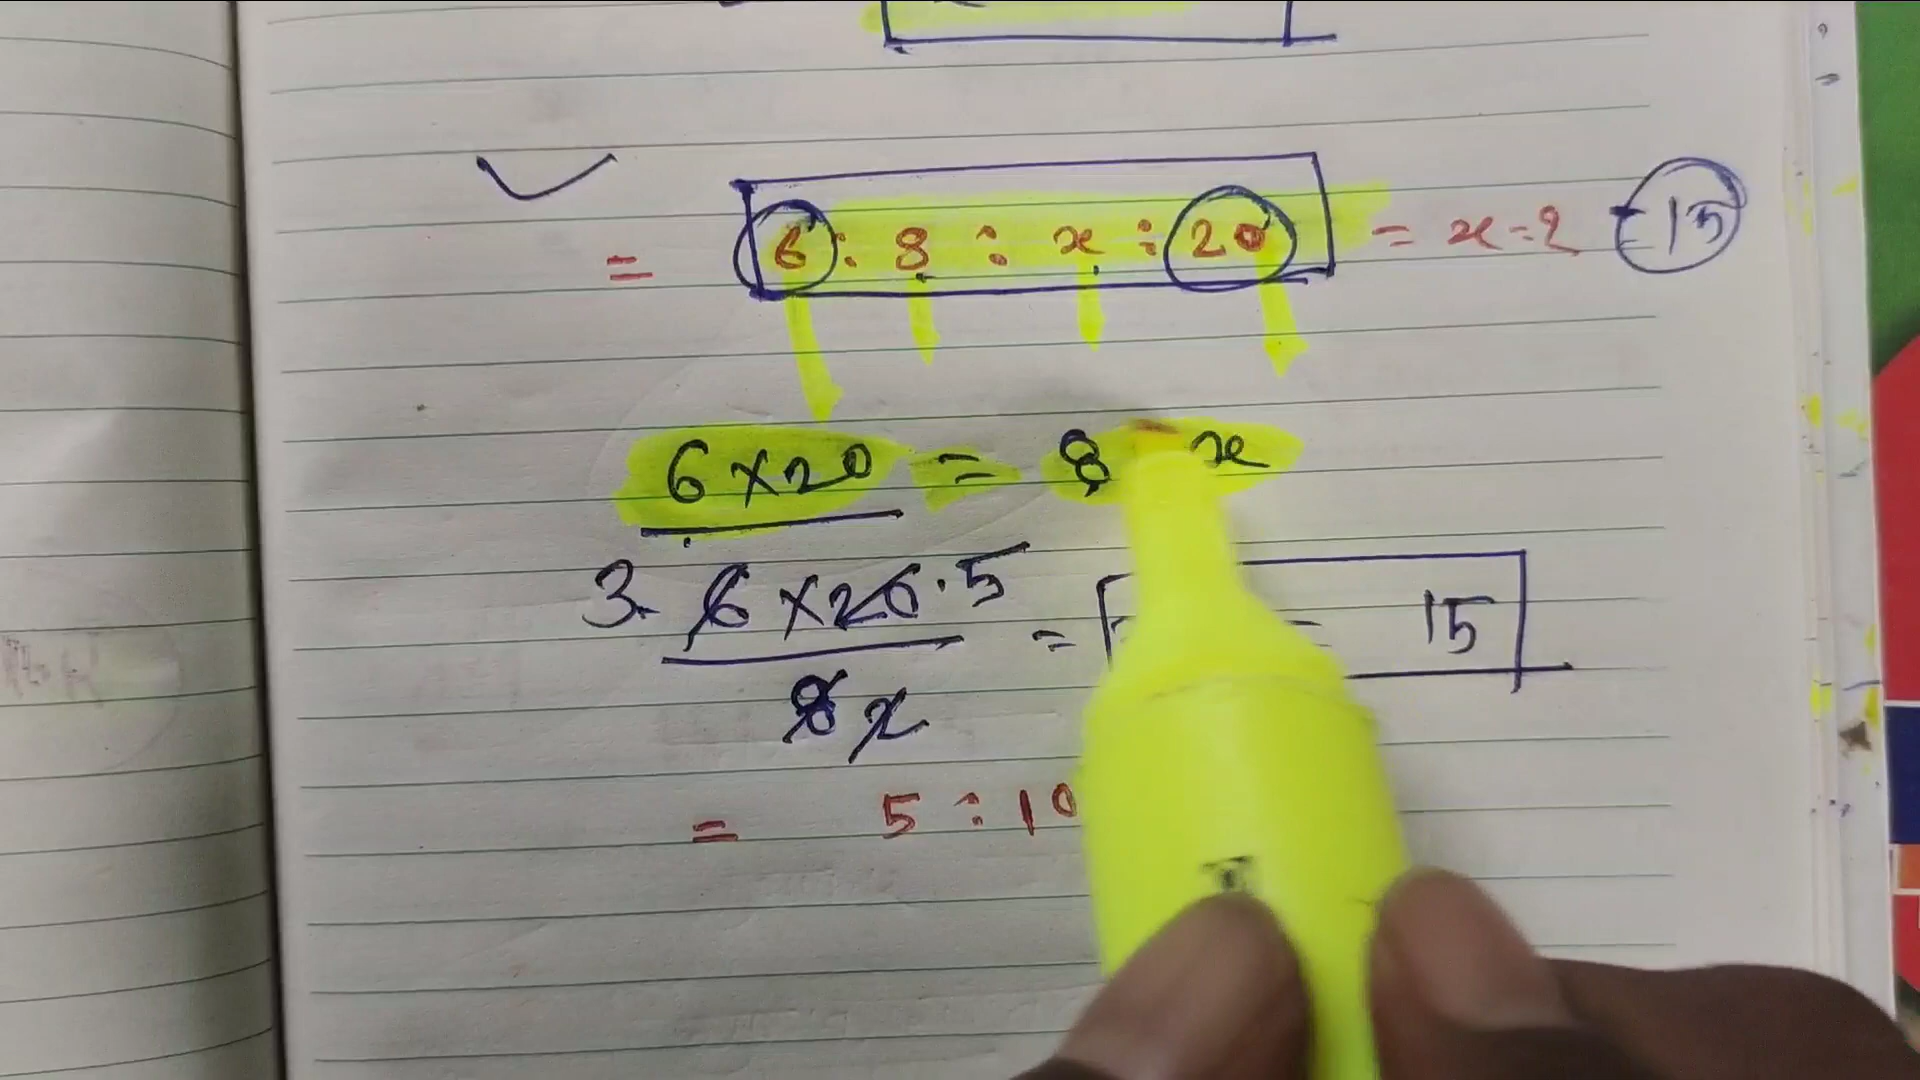 = 6 : 8 : x : 20 = x = ? = 15
6 × 20 = 8 x
3 6 × 20 5 = = 15
8 x
= 5 : 10